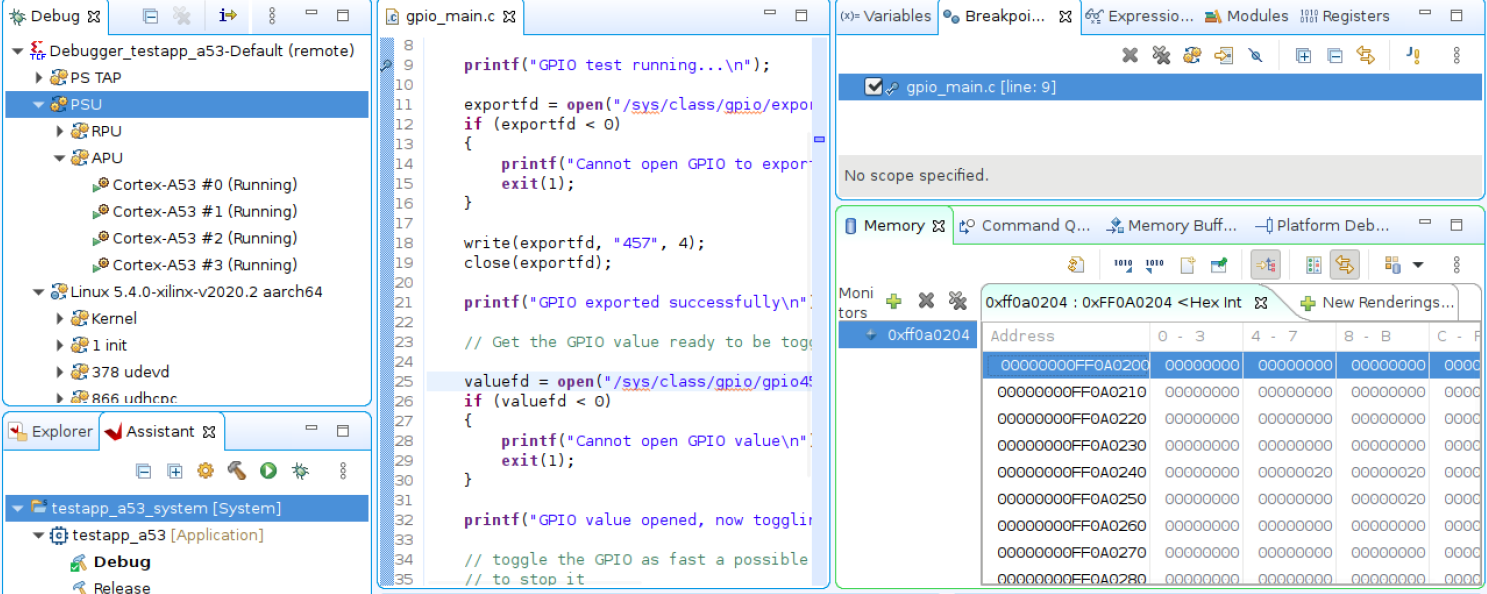 Debug
Debugger_testapp_a53-Default (remote)
PS TAP
PSU
RPU
APU
Cortex-A53 #0 (Running)
Cortex-A53 #1 (Running)
Cortex-A53 #2 (Running)
Cortex-A53 #3 (Running)
Linux 5.4.0-xilinx-v2020.2 aarch64
Kernel
1 init
378 udevd
866 udhcpc
Explorer Assistant
testapp_a53_system [System]
testapp_a53 [Application]
Debug
Release
gpio_main.c
8
9 printf("GPIO test running...\n");
10
11 exportfd = open("/sys/class/gpio/expor
12 if (exportfd < 0)
13 {
14 printf("Cannot open GPIO to export
15 exit(1);
16 }
17
18 write(exportfd, "457", 4);
19 close(exportfd);
20
21 printf("GPIO exported successfully\n")
22
23 // Get the GPIO value ready to be togg
24
25 valuefd = open("/sys/class/gpio/gpio45
26 if (valuefd < 0)
27 {
28 printf("Cannot open GPIO value\n")
29 exit(1);
30 }
31
32 printf("GPIO value opened, now togglin
33
34 // toggle the GPIO as fast a possible
35 // to stop it
(x)= Variables Breakpoi... Expressio... Modules Registers
gpio_main.c [line: 9]
No scope specified.
Memory Command Q... Memory Buff... Platform Deb...
Moni
tors
0xff0a0204
0xff0a0204 : 0xFF0A0204 <Hex Int New Renderings...
Address 0 - 3 4 - 7 8 - B C - F
00000000FF0A0200 00000000 00000000 00000000 0000
00000000FF0A0210 00000000 00000000 00000000 0000
00000000FF0A0220 00000000 00000000 00000000 0000
00000000FF0A0230 00000000 00000000 00000000 0000
00000000FF0A0240 00000000 00000020 00000020 0000
00000000FF0A0250 00000000 00000000 00000020 0000
00000000FF0A0260 00000000 00000000 00000000 0000
00000000FF0A0270 00000000 00000000 00000000 0000
00000000FF0A0280 00000000 00000000 00000000 0000